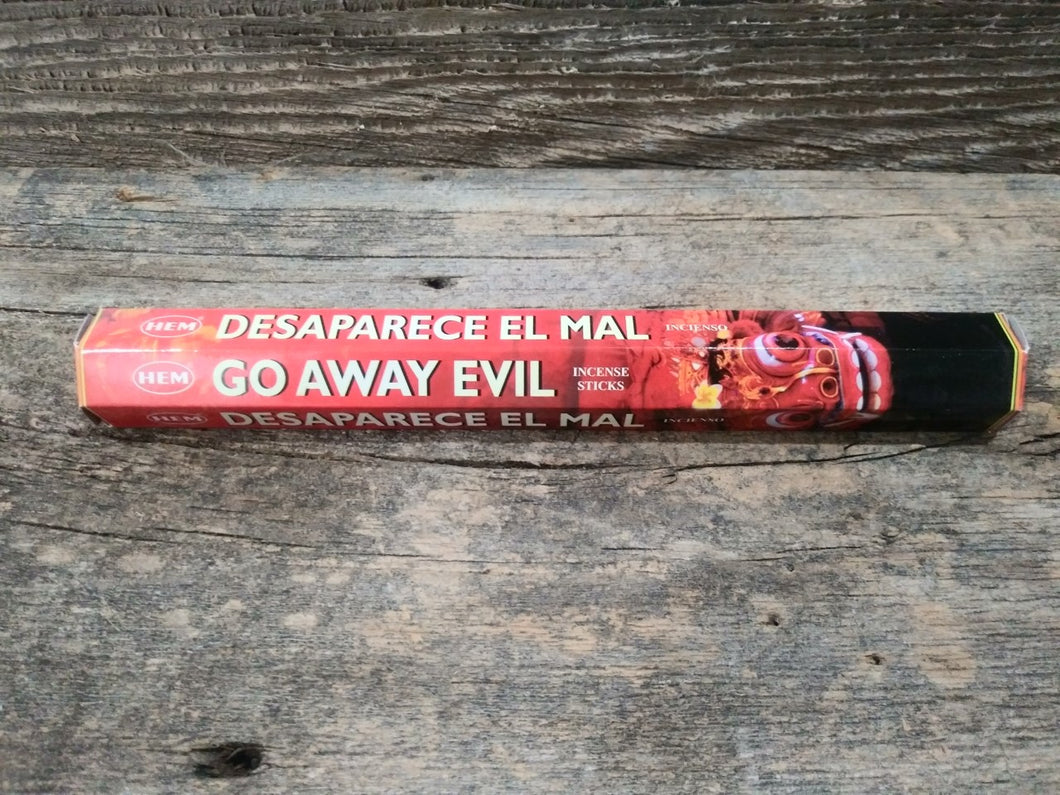 HEM DESAPARECE EL MAL INCIENSO
HEM GO AWAY EVIL INCENSE
STICKS
HEM DESAPARECE EL MAL INCIENSO